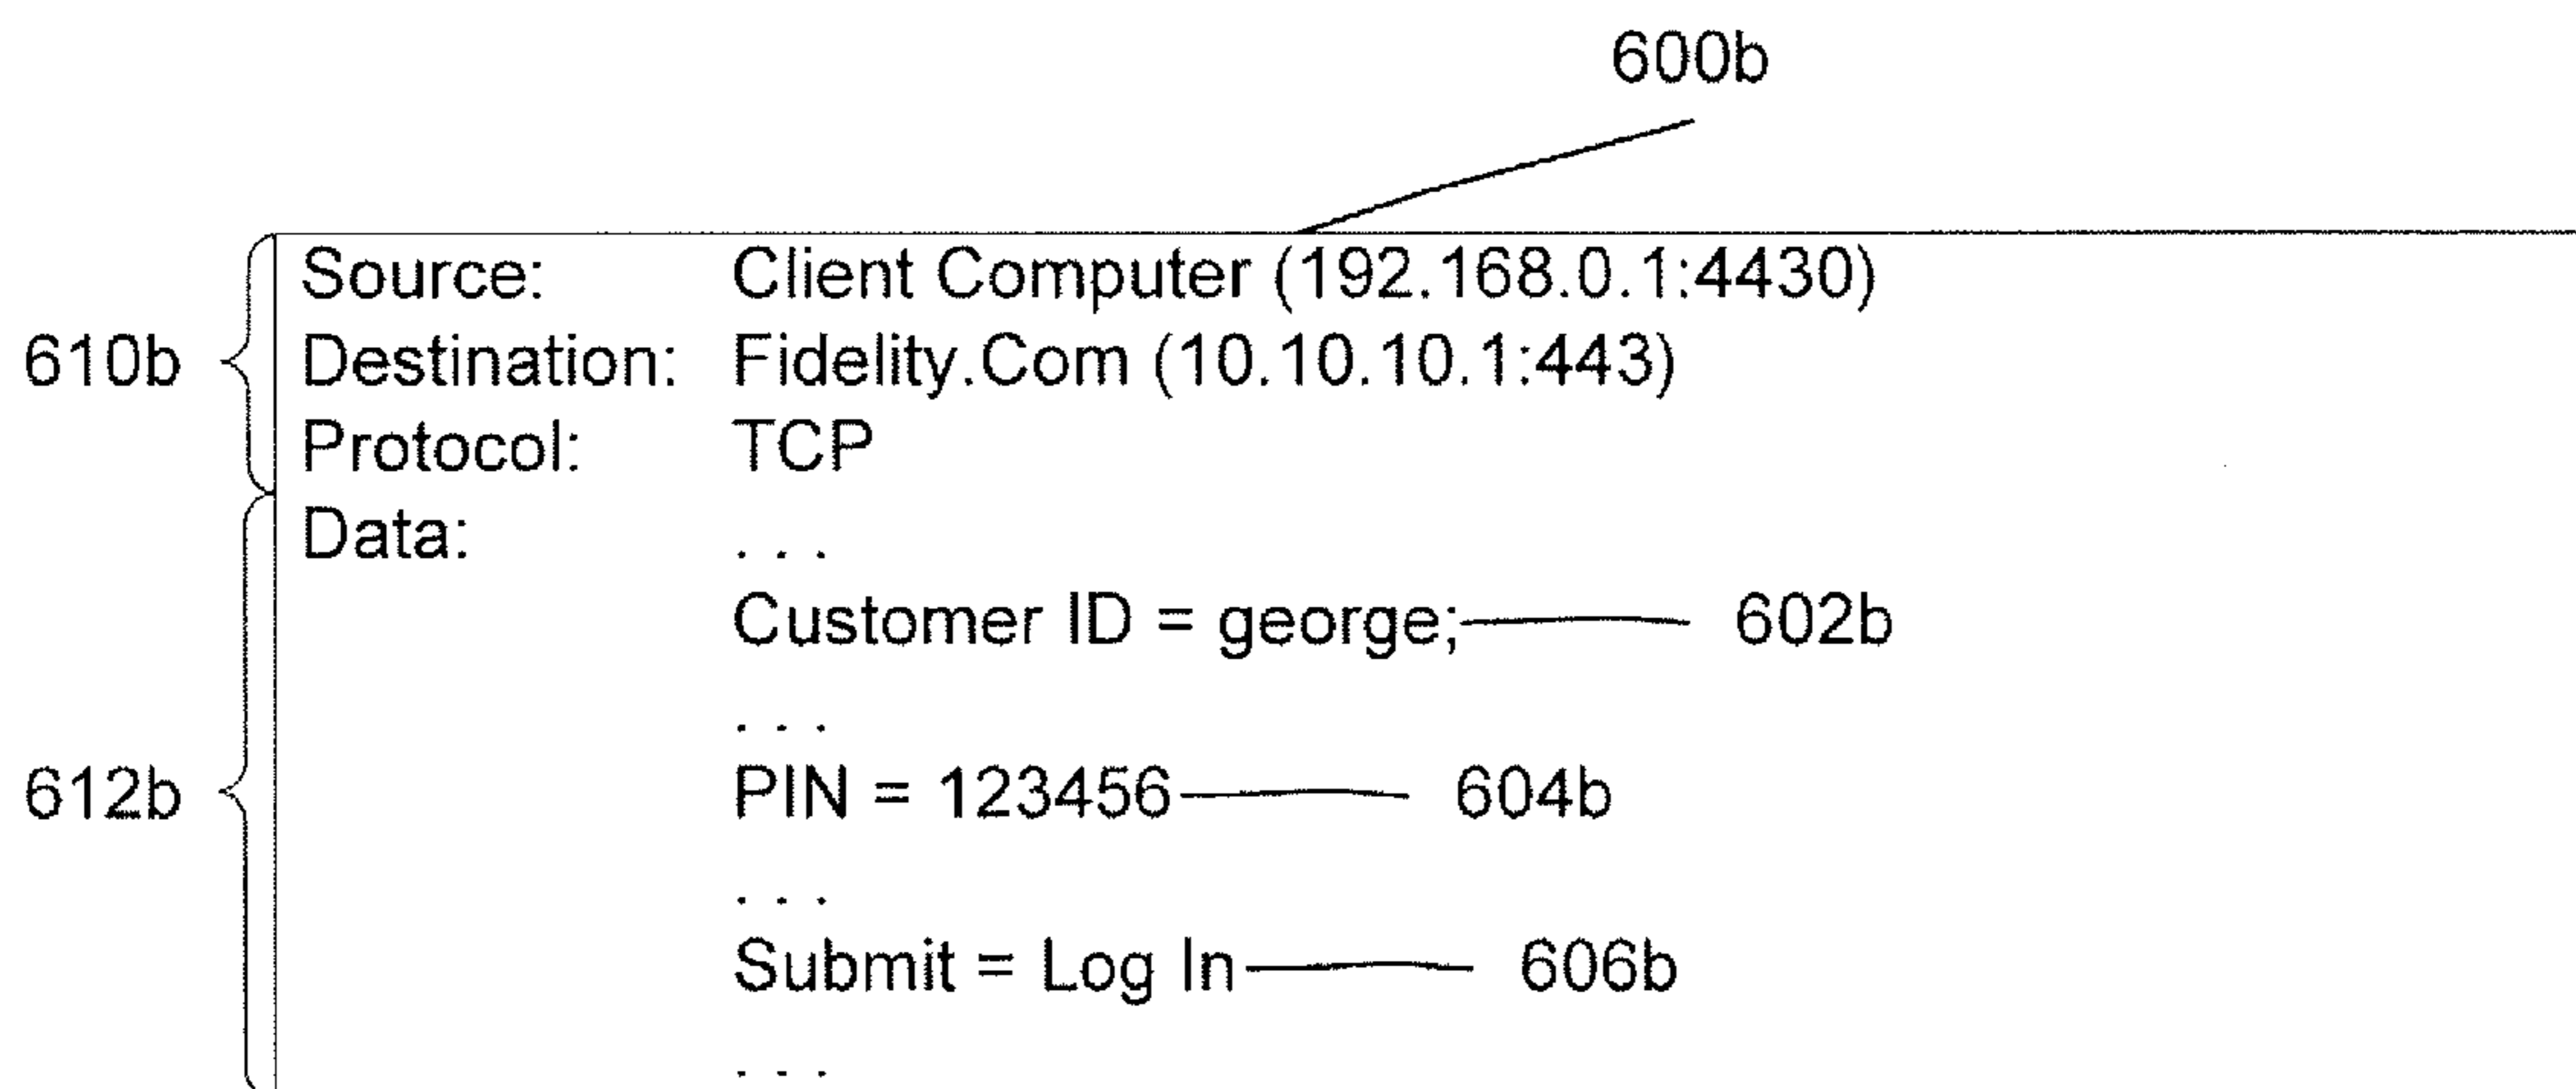 600b
Source: Client Computer (192.168.0.1:4430)
610b Destination: Fidelity.Com (10.10.10.1:443)
Protocol: TCP
Data: . . .
Customer ID = george; 602b
. . .
612b PIN = 123456 604b
. . .
Submit = Log In 606b
. . .